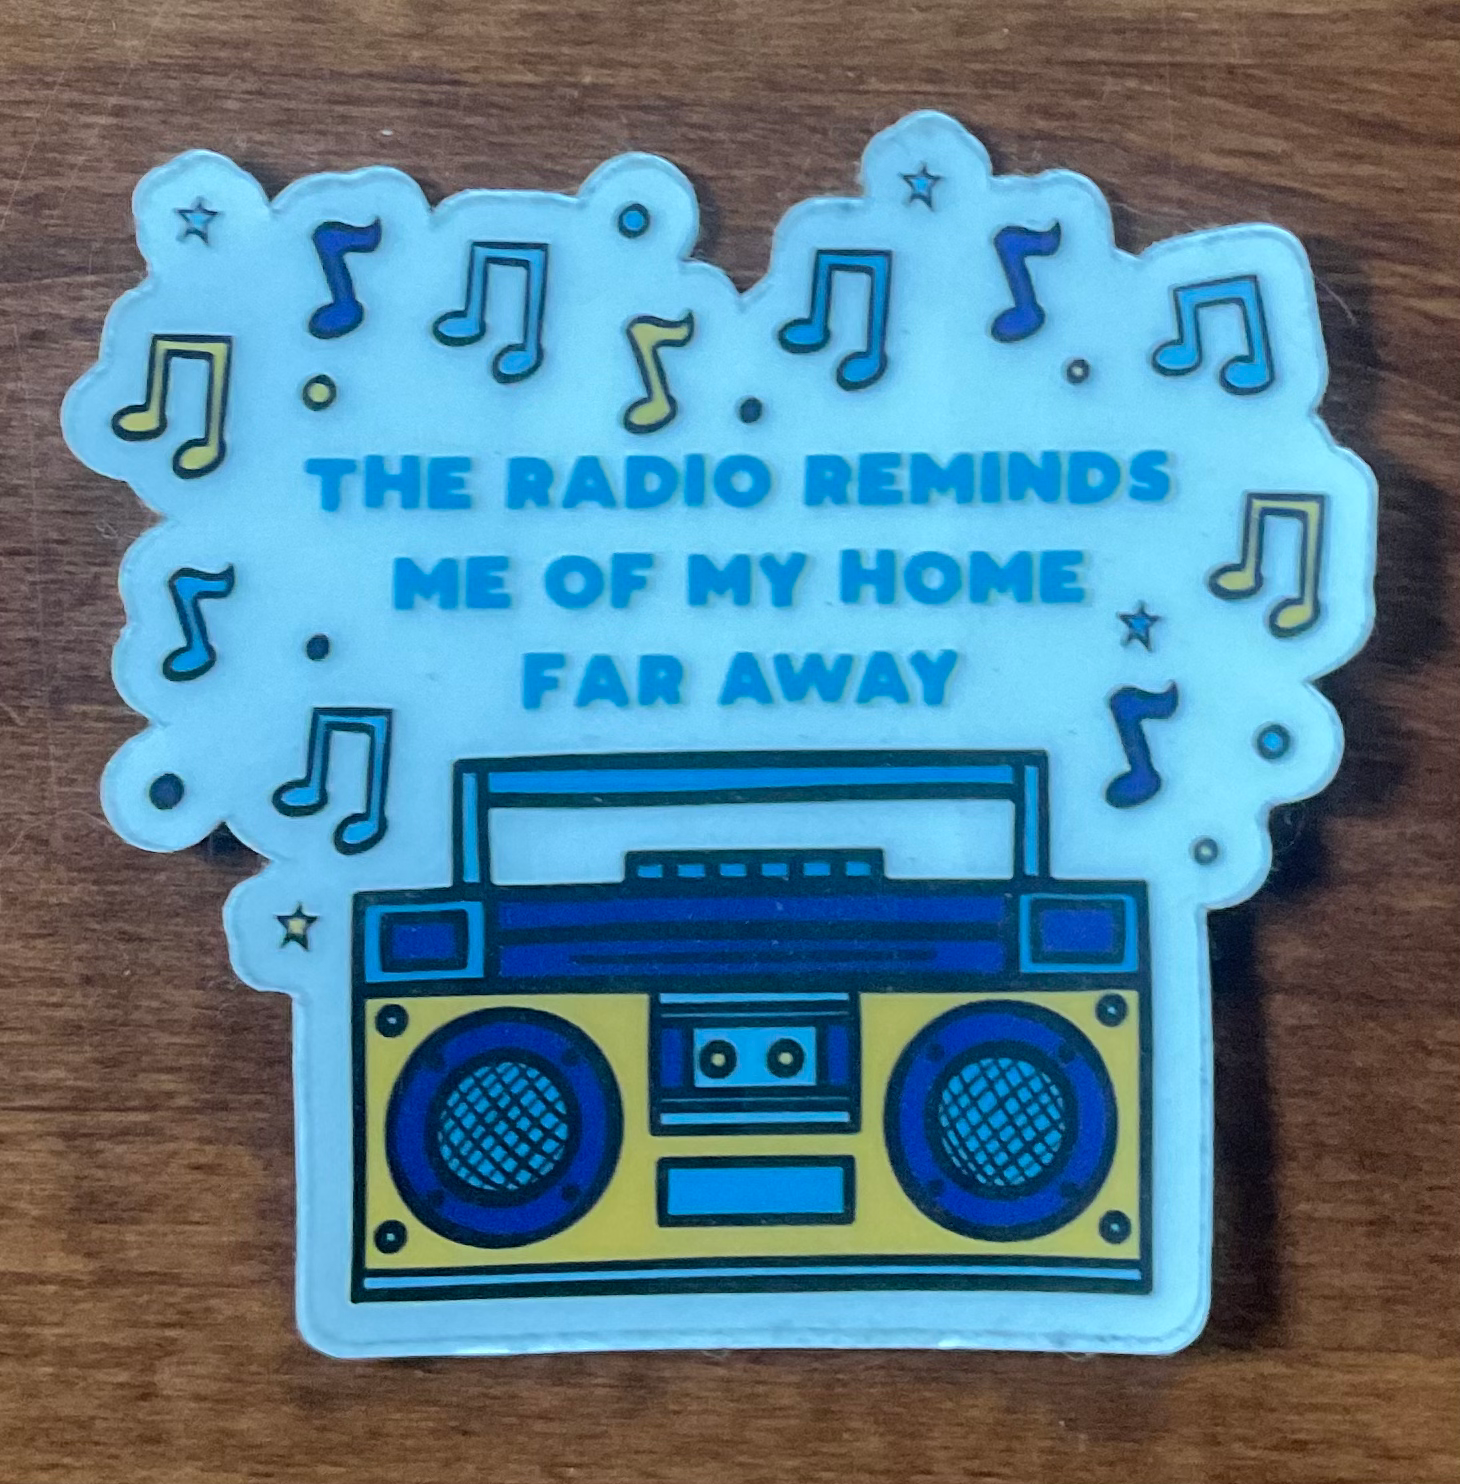 THE RADIO REMINDS
ME OF MY HOME
FAR AWAY